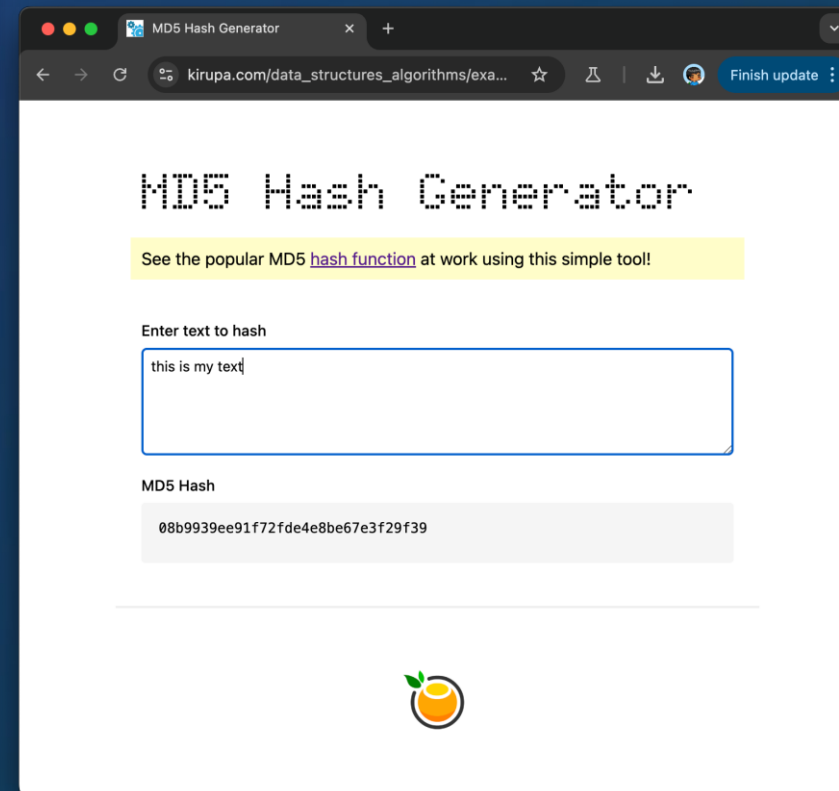 MD5 Hash Generator
kirupa.com/data_structures_algorithms/exa...
Finish update
MD5 Hash Generator
See the popular MD5 hash function at work using this simple tool!
Enter text to hash
this is my text
MD5 Hash
08b9939ee91f72fde4e8be67e3f29f39